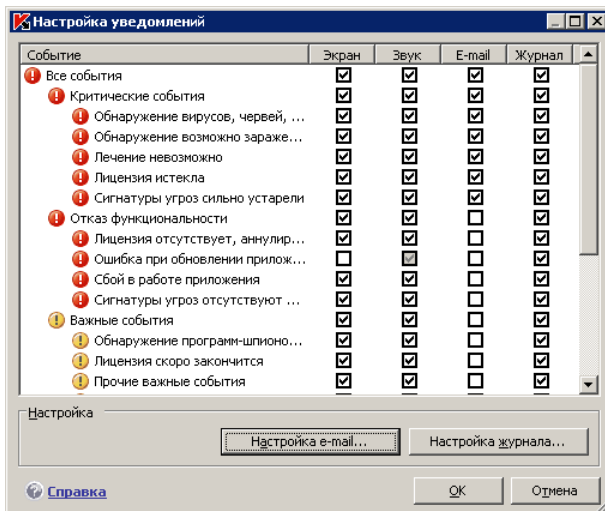 Настройка уведомлений
Событие Экран Звук E-mail Журнал
Все события
Критические события
Обнаружение вирусов, червей, ...
Обнаружение возможно зараже...
Лечение невозможно
Лицензия истекла
Сигнатуры угроз сильно устарели
Отказ функциональности
Лицензия отсутствует, аннулир...
Ошибка при обновлении прилож...
Сбой в работе приложения
Сигнатуры угроз отсутствуют ...
Важные события
Обнаружение программ-шпионо...
Лицензия скоро закончится
Прочие важные события
Настройка
Настройка e-mail... Настройка журнала...
Справка OK Отмена